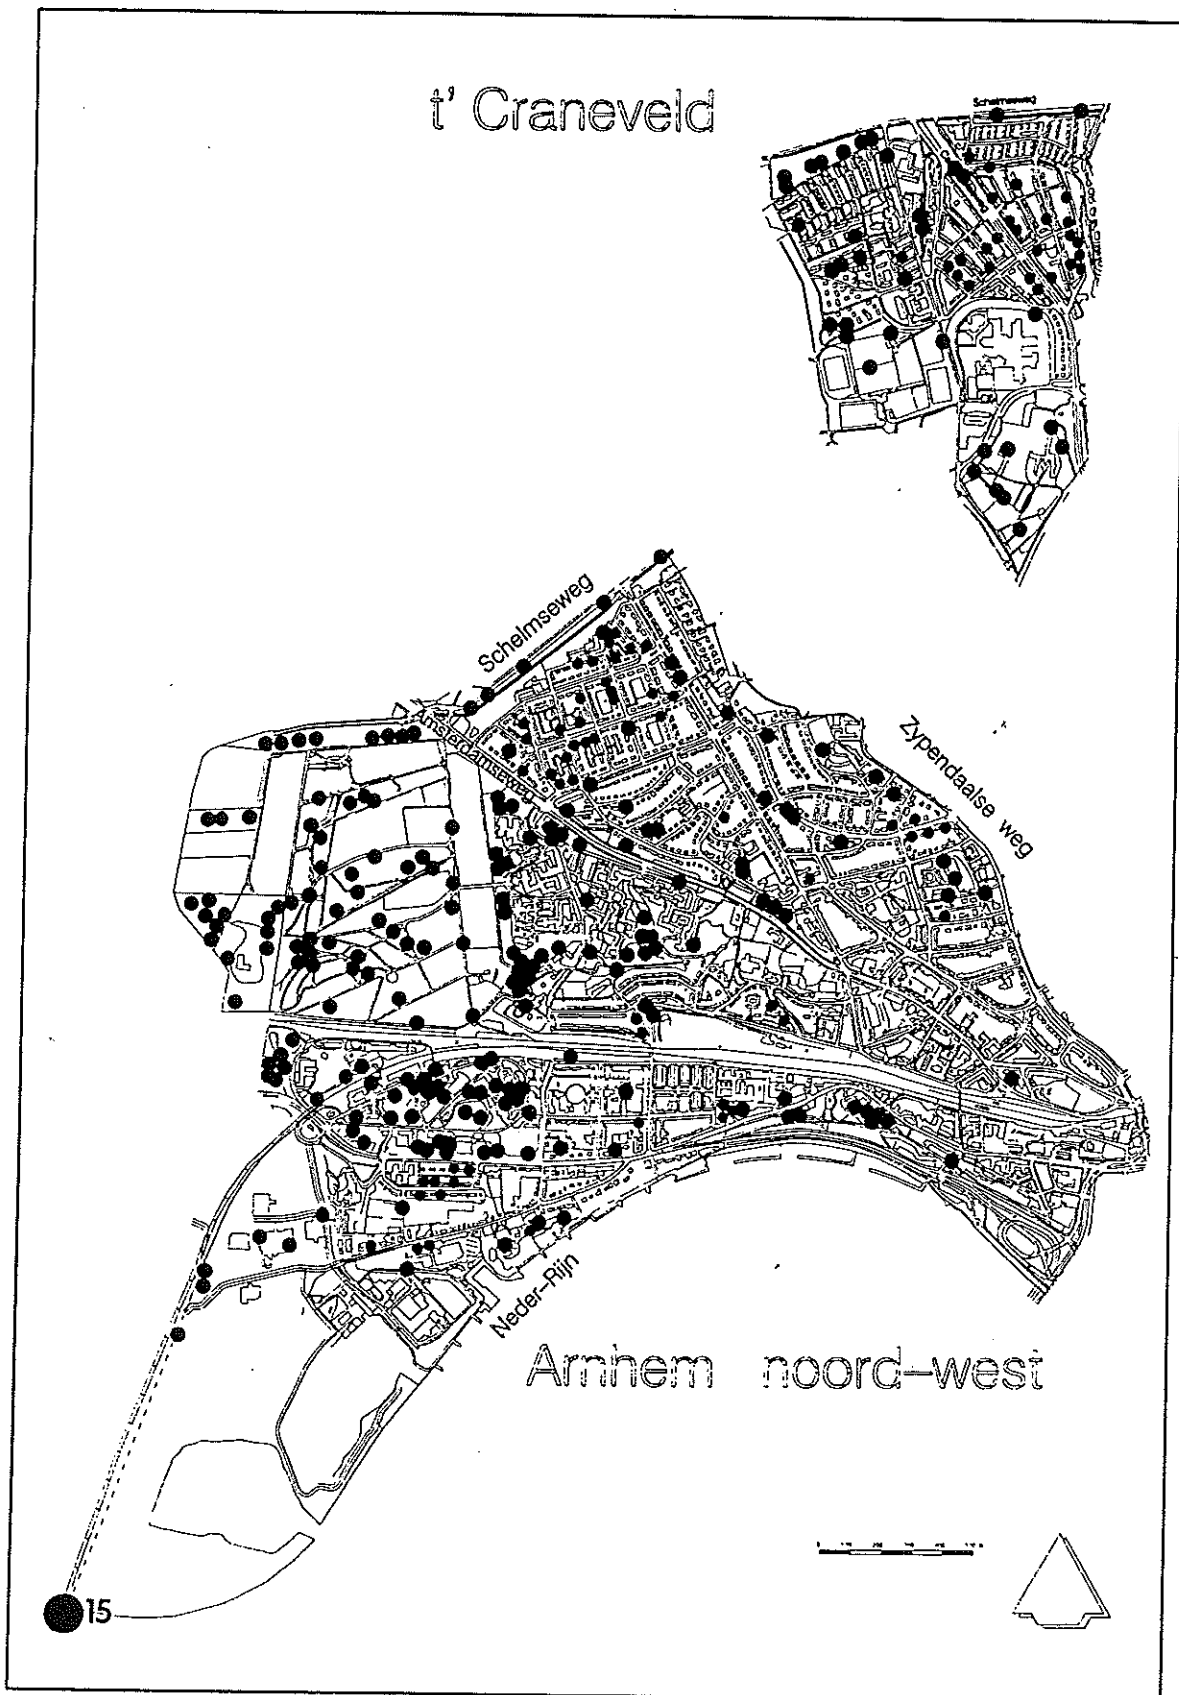 t' Craneveld
Schelmseweg
Schelmseweg
Amsterdamseweg
Zypendaalse weg
Neder-Rijn
Arnhem noord-west
15